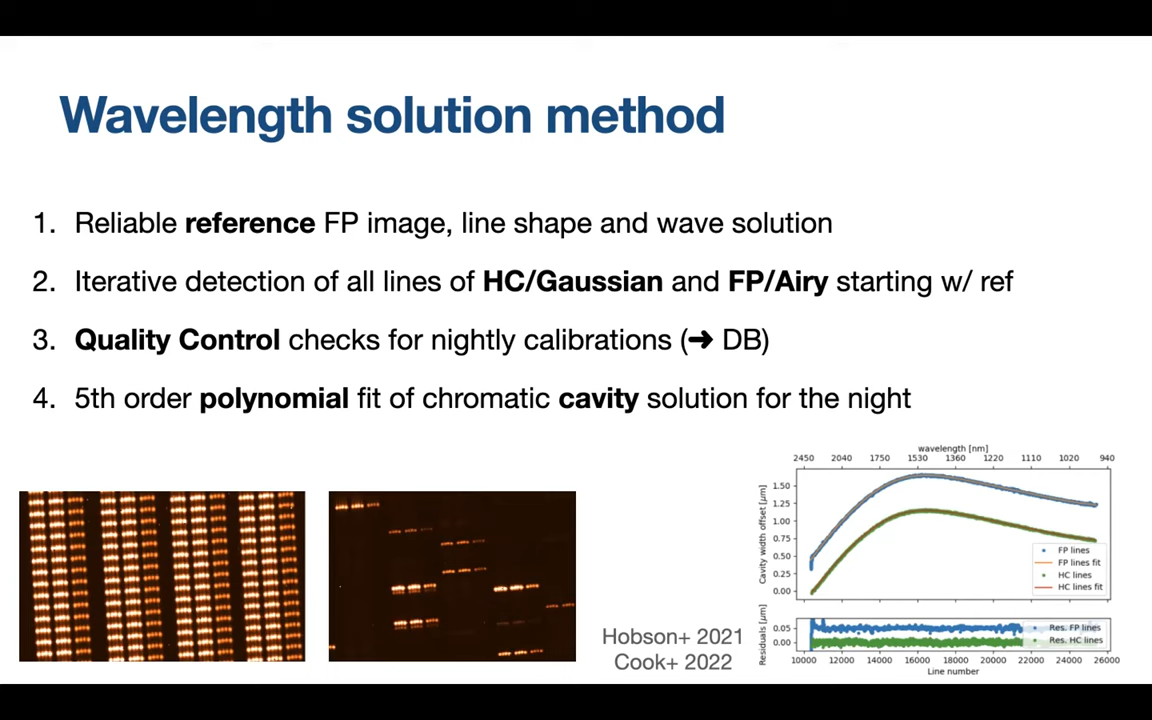 Wavelength solution method
1. Reliable reference FP image, line shape and wave solution
2. Iterative detection of all lines of HC/Gaussian and FP/Airy starting w/ ref
3. Quality Control checks for nightly calibrations (➜ DB)
4. 5th order polynomial fit of chromatic cavity solution for the night
Hobson+ 2021
Cook+ 2022
wavelength [nm]
2450 2040 1750 1530 1360 1220 1110 1020 940
Cavity width offset [μm]
1.50
1.25
1.00
0.75
0.50
0.25
0.00
FP lines
FP lines fit
HC lines
HC lines fit
Residuals [μm]
0.05
0.00
Res. FP lines
Res. HC lines
10000 12000 14000 16000 18000 20000 22000 24000 26000
Line number